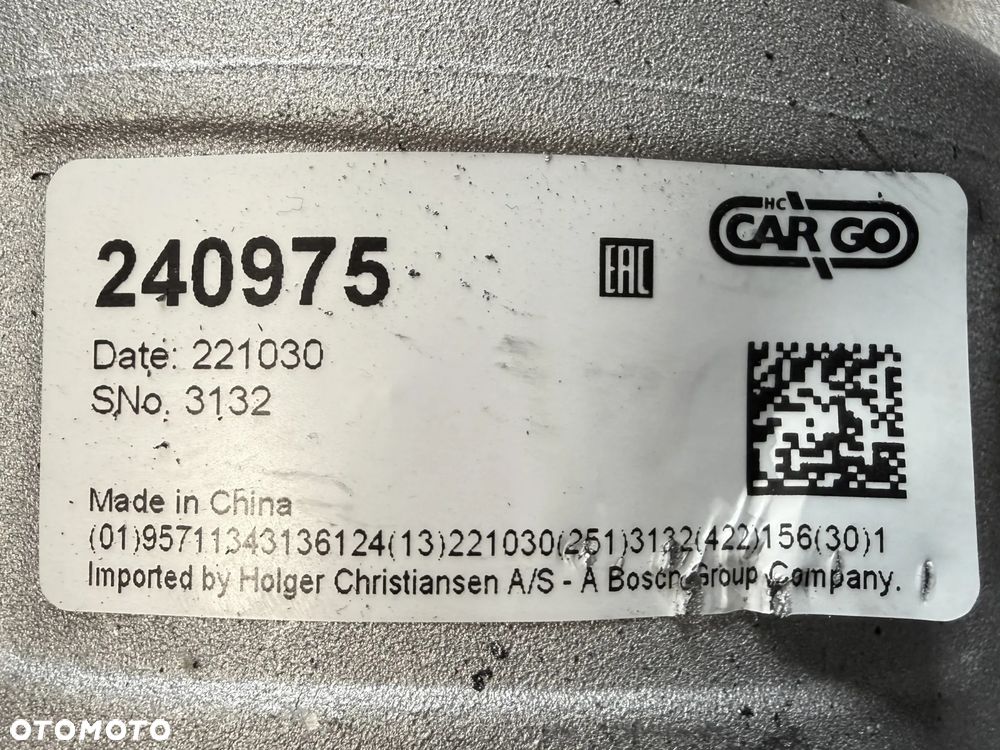 HC
CARGO
240975
EAC
Date: 221030
SNo. 3132
Made in China
(01)95711343136124(13)221030(251)3132(422)156(30)1
Imported by Holger Christiansen A/S - A Bosch Group Company.
OTOMOTO